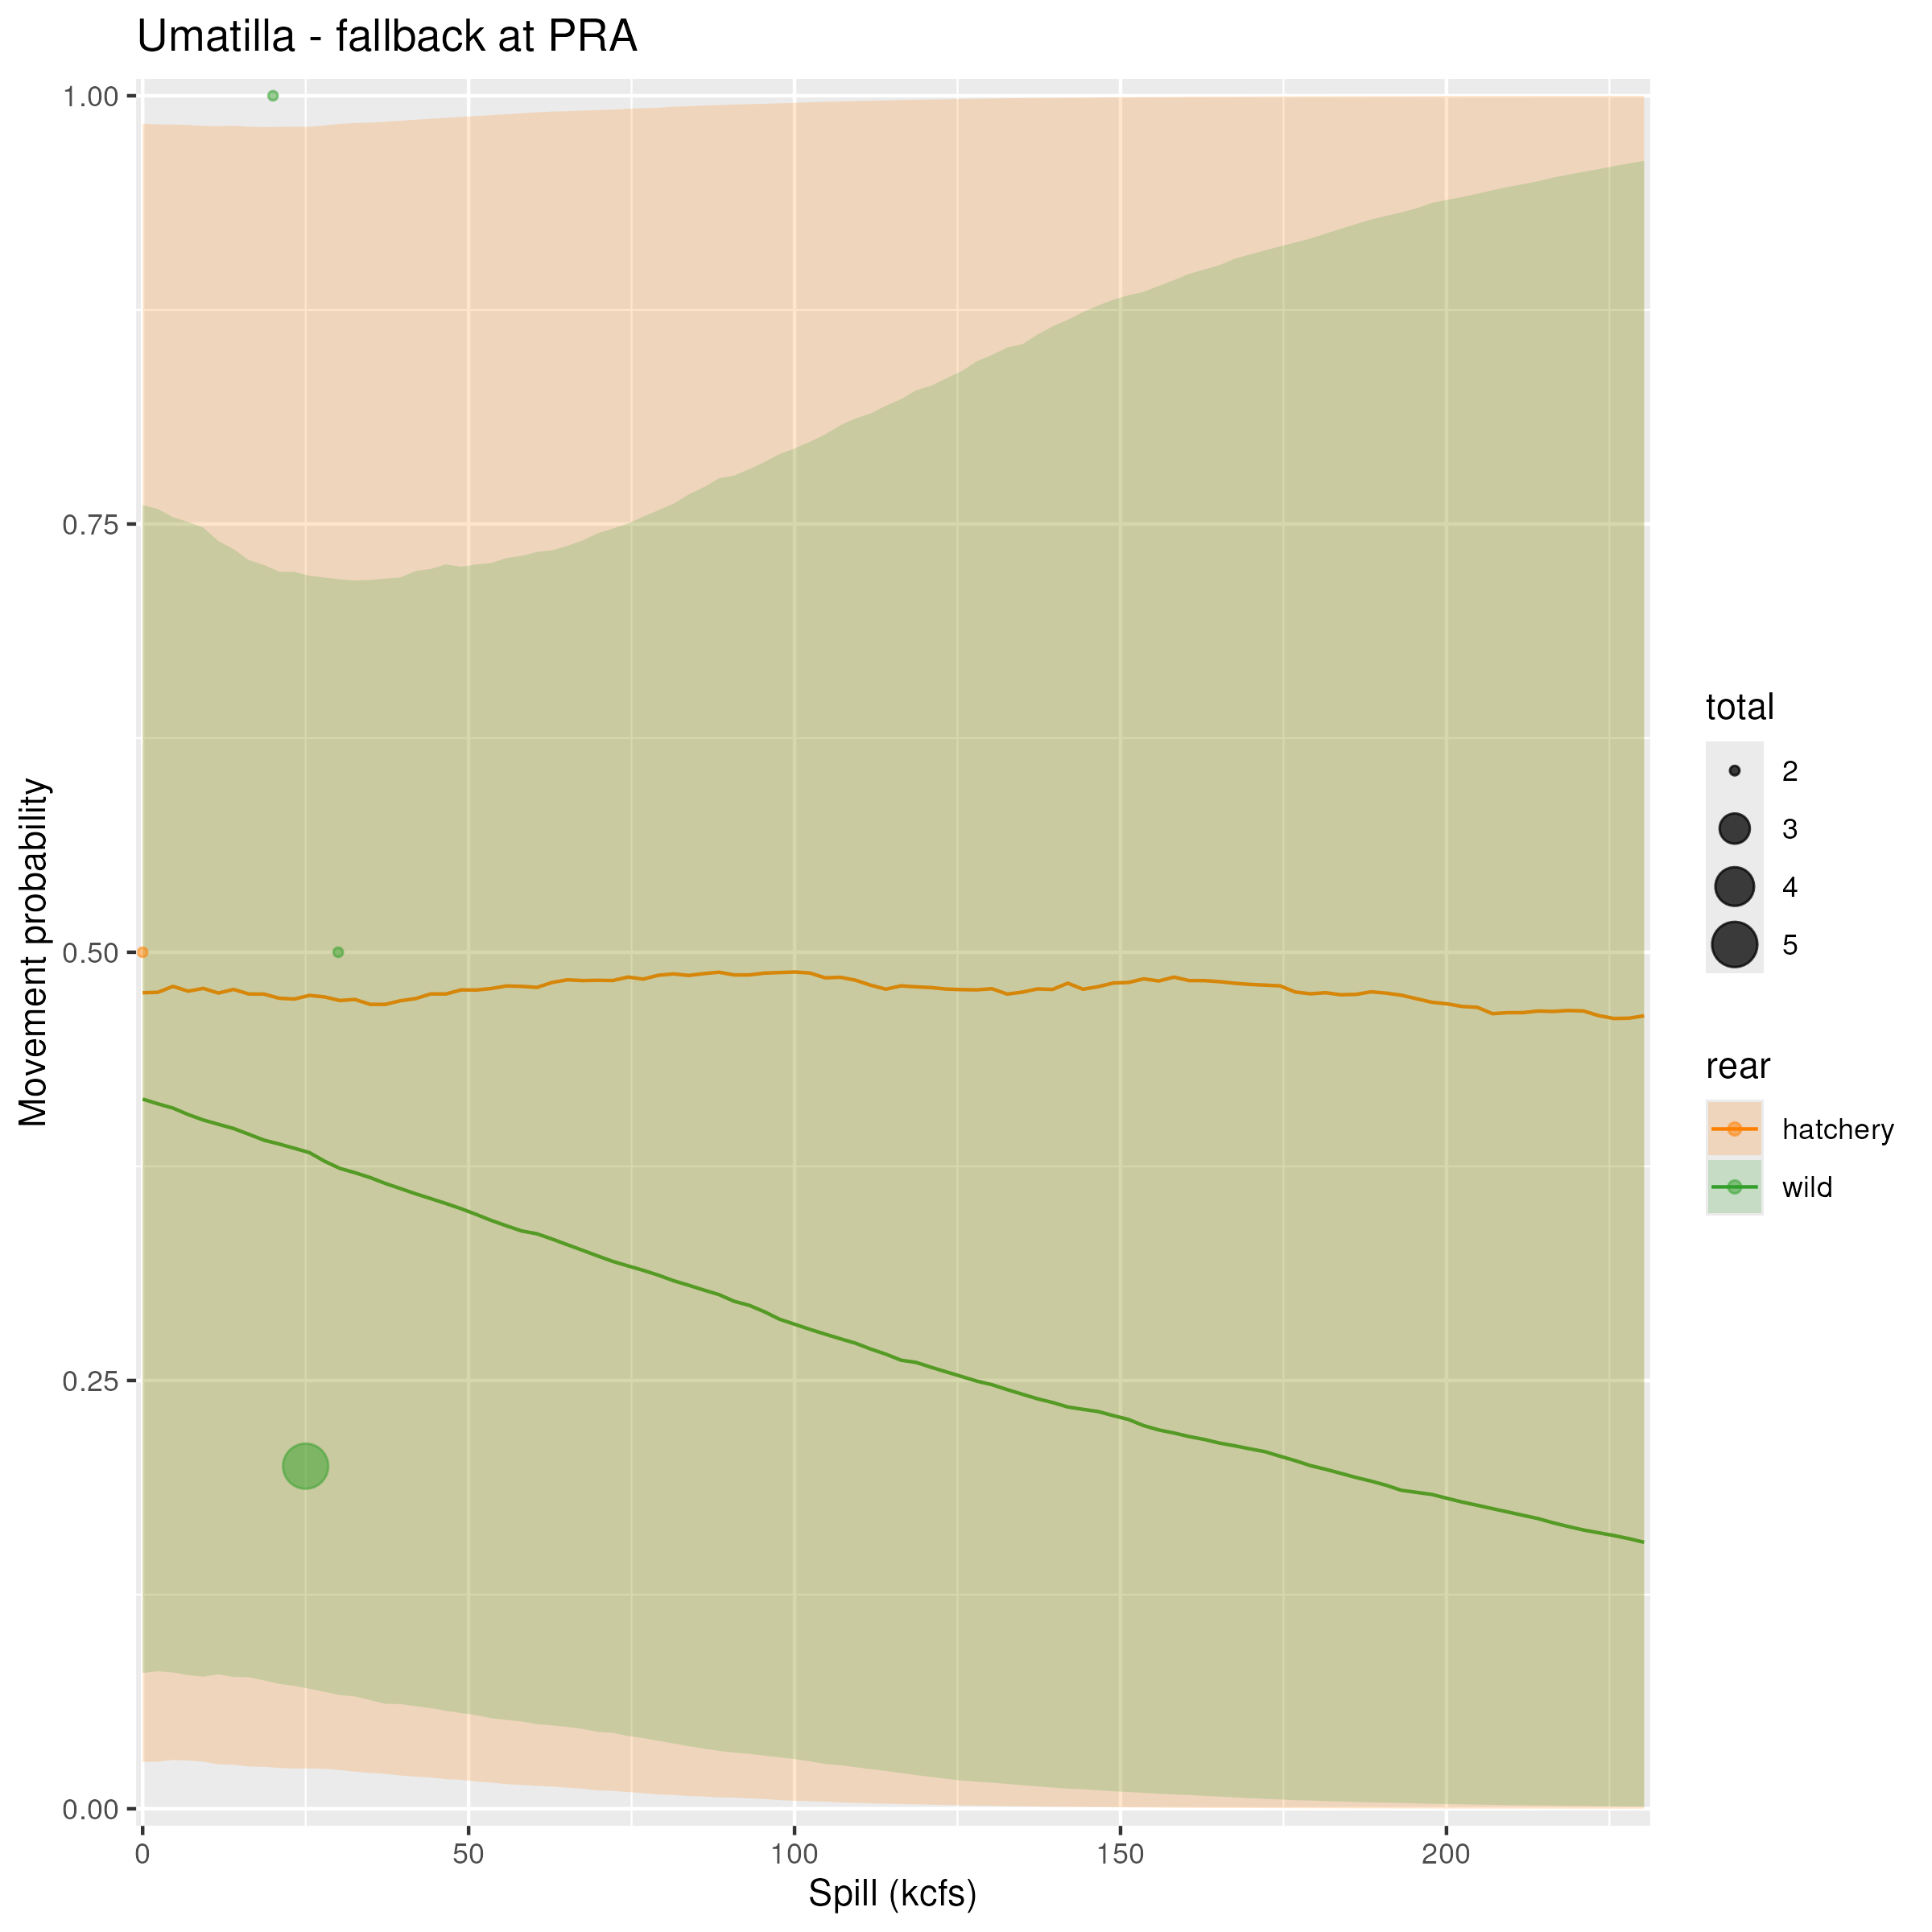 Umatilla - fallback at PRA
Movement probability
1.00
0.75
0.50
0.25
0.00
0
50
100
150
200
Spill (kcfs)
total
2
3
4
5
rear
hatchery
wild